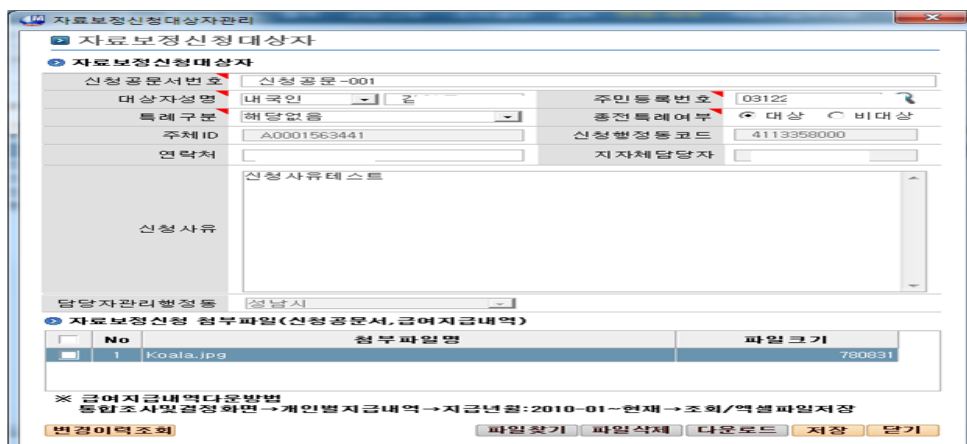 자료보정신청대상자관리
자료보정신청대상자
자료보정신청대상자
신청공문서번호 신청공문-001
대상자성명 내국인 주민등록번호 03122
특례구분 해당없음 종전특례여부 대상 비대상
주체ID A0001563441 신청행정동코드 4113358000
연락처 지자체담당자
신청사유 신청사유테스트
담당자관리행정동 성남시
자료보정신청 첨부파일(신청공문서,급여지급내역)
No 첨부파일명 파일크기
1 Koala.jpg 780831
※ 급여지급내역다운방법
통합조사및결정화면→개인별지급내역→지급년월:2010-01~현재→조회/엑셀파일저장
변경이력조회 파일찾기 파일삭제 다운로드 저장 닫기